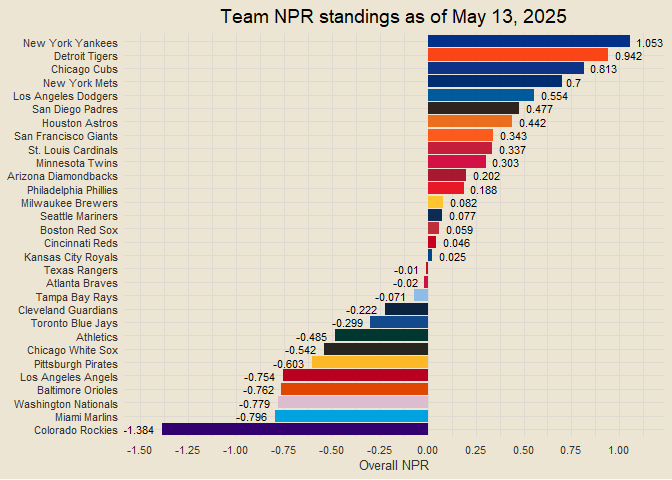 Team NPR standings as of May 13, 2025
New York Yankees 1.053
Detroit Tigers 0.942
Chicago Cubs 0.813
New York Mets 0.7
Los Angeles Dodgers 0.554
San Diego Padres 0.477
Houston Astros 0.442
San Francisco Giants 0.343
St. Louis Cardinals 0.337
Minnesota Twins 0.303
Arizona Diamondbacks 0.202
Philadelphia Phillies 0.188
Milwaukee Brewers 0.082
Seattle Mariners 0.077
Boston Red Sox 0.059
Cincinnati Reds 0.046
Kansas City Royals 0.025
Texas Rangers -0.01
Atlanta Braves -0.02
Tampa Bay Rays -0.071
Cleveland Guardians -0.222
Toronto Blue Jays -0.299
Athletics -0.485
Chicago White Sox -0.542
Pittsburgh Pirates -0.603
Los Angeles Angels -0.754
Baltimore Orioles -0.762
Washington Nationals -0.779
Miami Marlins -0.796
Colorado Rockies -1.384
-1.50 -1.25 -1.00 -0.75 -0.50 -0.25 0.00 0.25 0.50 0.75 1.00
Overall NPR